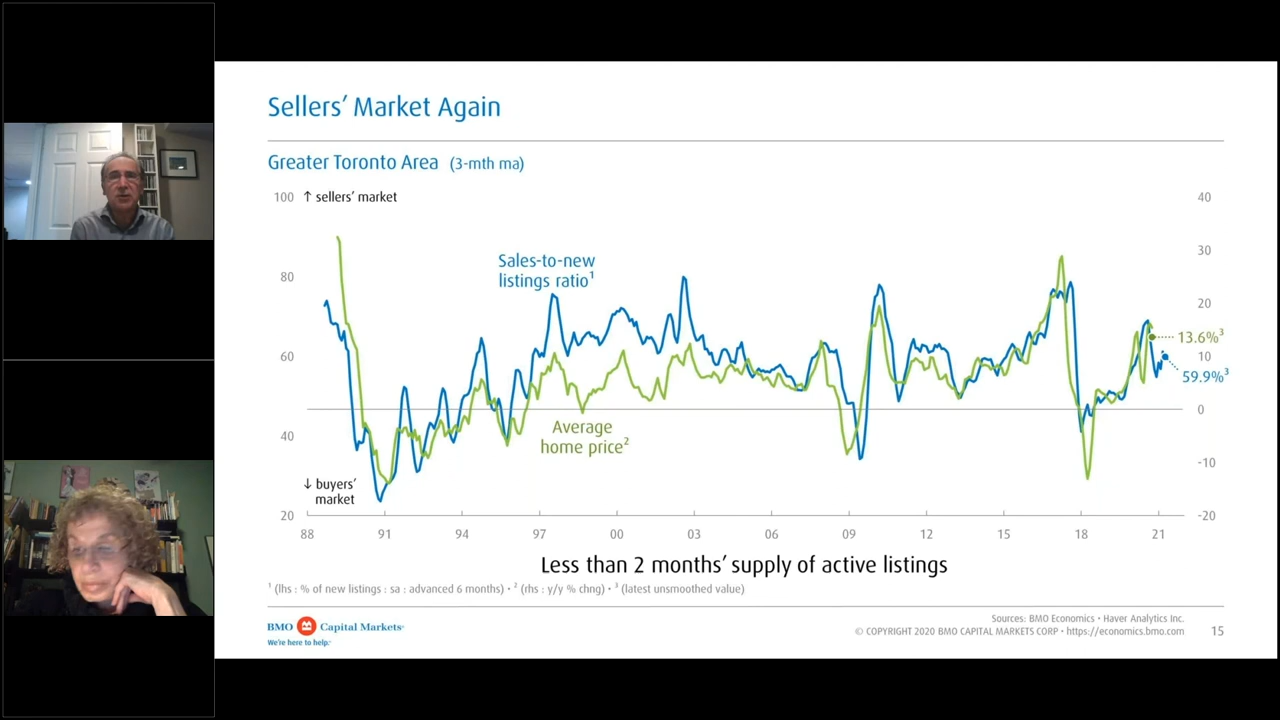 Sellers’ Market Again
Greater Toronto Area (3-mth ma)
100 ↑ sellers’ market 40
30
Sales-to-new
listings ratio¹
80
20
13.6%³
60 10
59.9%³
0
Average
home price²
40
-10
↓ buyers’
market
20 -20
88 91 94 97 00 03 06 09 12 15 18 21
Less than 2 months’ supply of active listings
¹ (lhs : % of new listings : sa : advanced 6 months) • ² (rhs : y/y % chng) • ³ (latest unsmoothed value)
BMO Capital Markets
We’re here to help.
Sources: BMO Economics • Haver Analytics Inc.
© COPYRIGHT 2020 BMO CAPITAL MARKETS CORP • https://economics.bmo.com 15